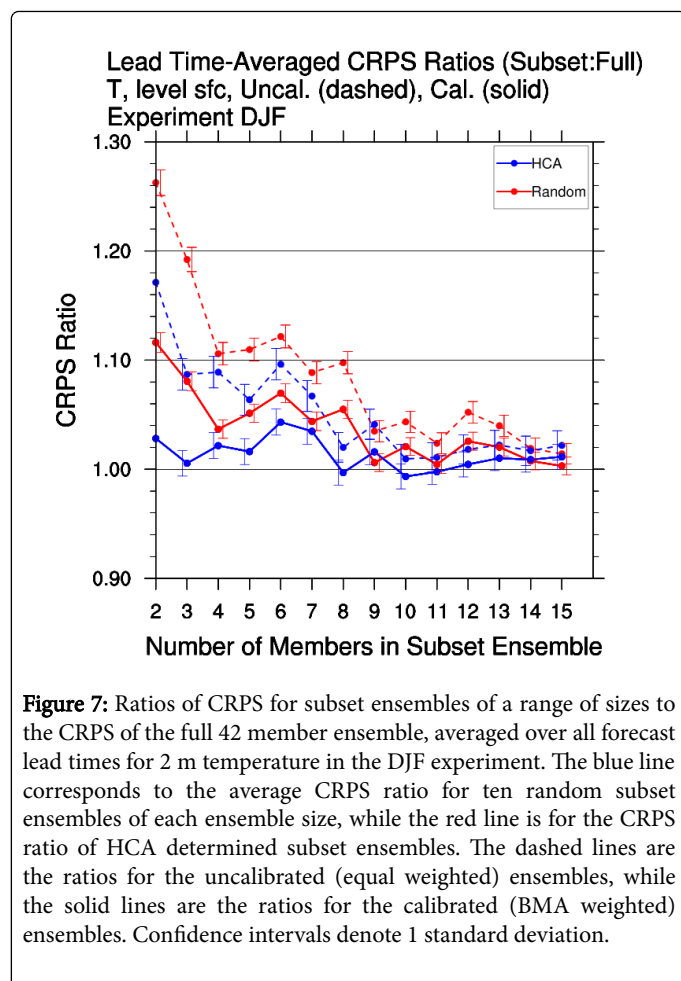 Lead Time-Averaged CRPS Ratios (Subset:Full)
T, level sfc, Uncal. (dashed), Cal. (solid)
Experiment DJF
1.30
1.20
1.10
1.00
0.90
CRPS Ratio
HCA
Random
2 3 4 5 6 7 8 9 10 11 12 13 14 15
Number of Members in Subset Ensemble
Figure 7: Ratios of CRPS for subset ensembles of a range of sizes to
the CRPS of the full 42 member ensemble, averaged over all forecast
lead times for 2 m temperature in the DJF experiment. The blue line
corresponds to the average CRPS ratio for ten random subset
ensembles of each ensemble size, while the red line is for the CRPS
ratio of HCA determined subset ensembles. The dashed lines are
the ratios for the uncalibrated (equal weighted) ensembles, while
the solid lines are the ratios for the calibrated (BMA weighted)
ensembles. Confidence intervals denote 1 standard deviation.